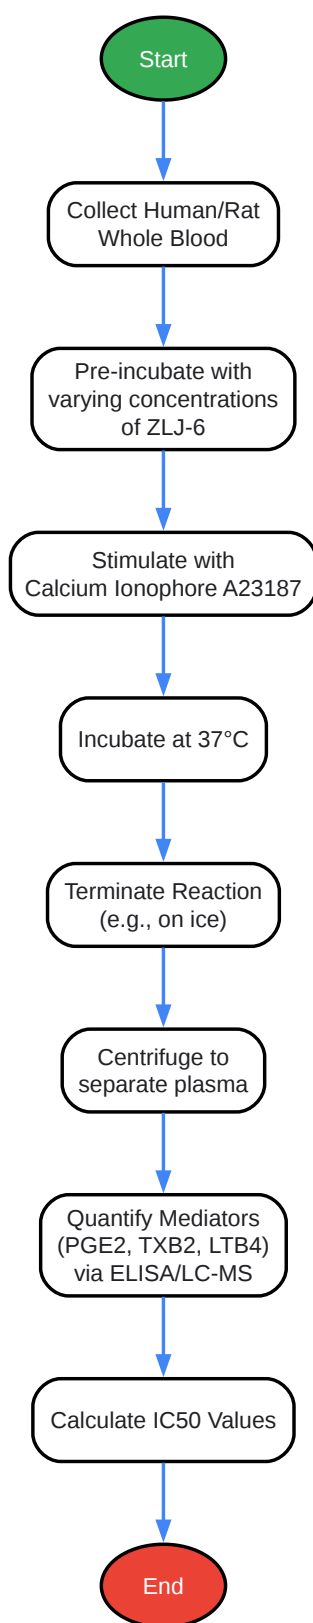 Start
Collect Human/Rat
Whole Blood
Pre-incubate with
varying concentrations
of ZLJ-6
Stimulate with
Calcium Ionophore A23187
Incubate at 37°C
Terminate Reaction
(e.g., on ice)
Centrifuge to
separate plasma
Quantify Mediators
(PGE2, TXB2, LTB4)
via ELISA/LC-MS
Calculate IC50 Values
End